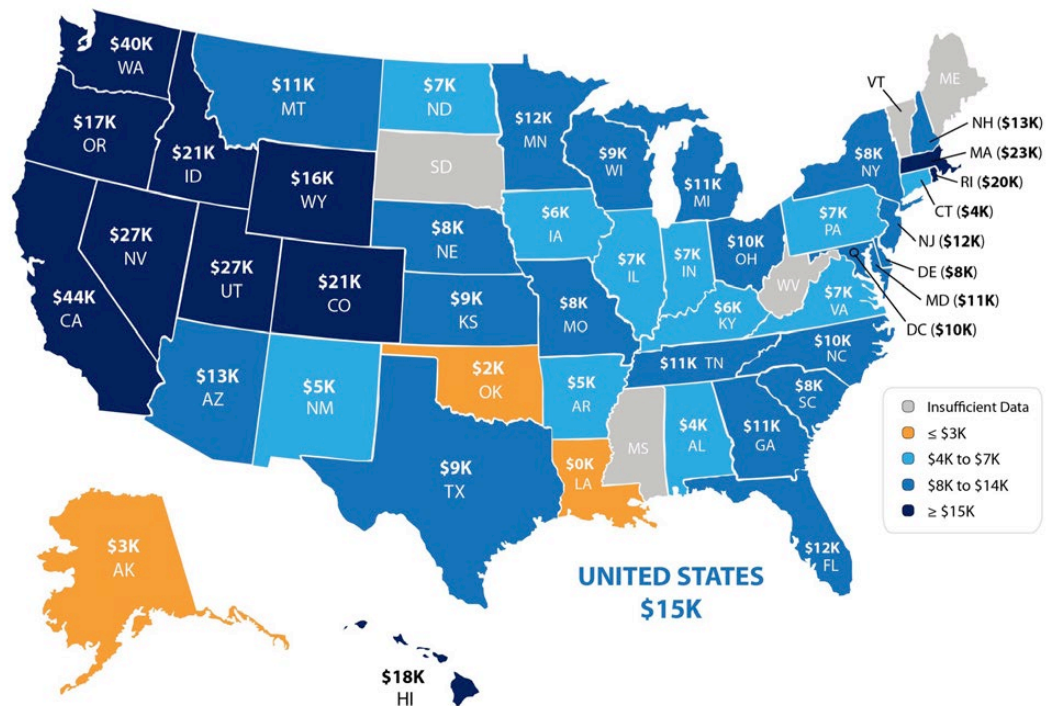 $40K
WA
$11K
MT
$7K
ND
$12K
MN
VT
ME
$17K
OR
$21K
ID
SD
$9K
WI
$11K
MI
$8K
NY
NH ($13K)
MA ($23K)
RI ($20K)
CT ($4K)
NJ ($12K)
DE ($8K)
MD ($11K)
DC ($10K)
$16K
WY
$6K
IA
$7K
PA
$27K
NV
$27K
UT
$21K
CO
$8K
NE
$7K
IL
$7K
IN
$10K
OH
WV
$7K
VA
$44K
CA
$9K
KS
$8K
MO
$6K
KY
$13K
AZ
$5K
NM
$2K
OK
$5K
AR
$11K TN
$10K
NC
$8K
SC
$9K
TX
$0K
LA
MS
$4K
AL
$11K
GA
$12K
FL
Insufficient Data
≤ $3K
$4K to $7K
$8K to $14K
≥ $15K
$3K
AK
$18K
HI
UNITED STATES
$15K